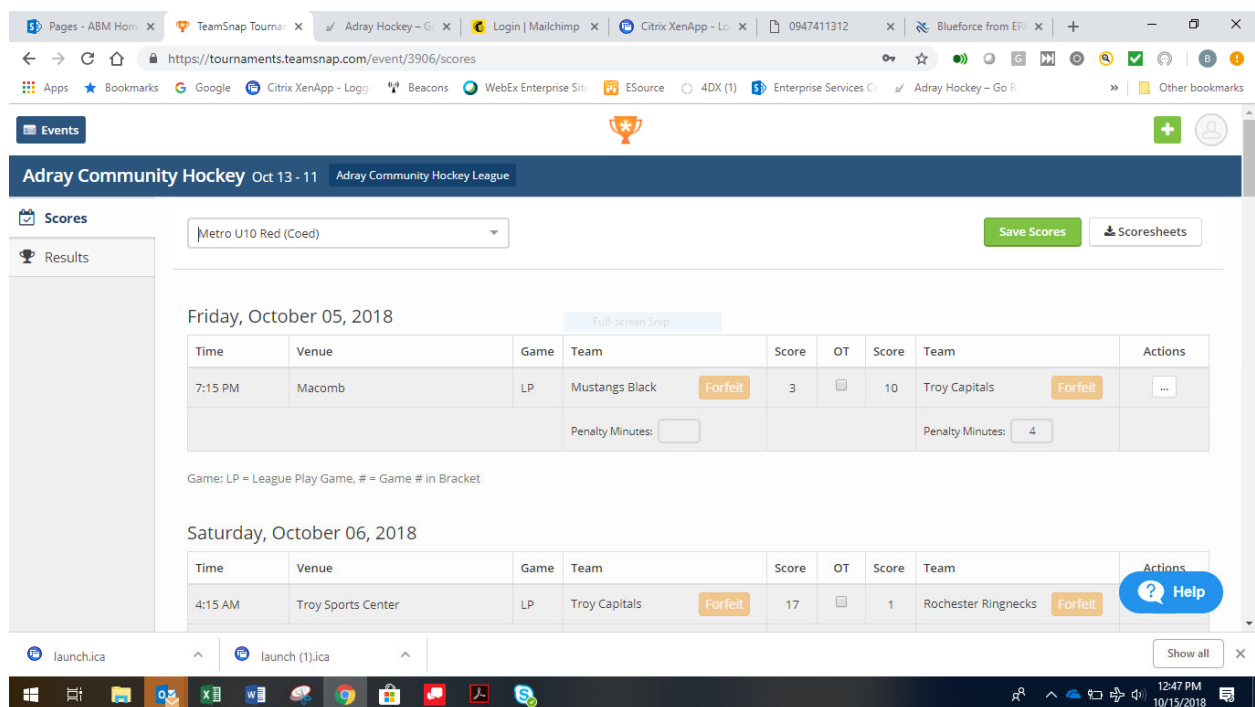 Pages - ABM Hom
TeamSnap Tourna
Adray Hockey – G
Login | Mailchimp
Citrix XenApp - Lo
0947411312
Blueforce from EP
https://tournaments.teamsnap.com/event/3906/scores
Apps Bookmarks Google Citrix XenApp - Logg Beacons WebEx Enterprise Site ESource 4DX (1) Enterprise Services C Adray Hockey – Go R » Other bookmarks
Events
Adray Community Hockey Oct 13 - 11 Adray Community Hockey League
Scores
Results
Metro U10 Red (Coed)
Save Scores Scoresheets
Friday, October 05, 2018
Full-screen Snip
Time Venue Game Team Score OT Score Team Actions
7:15 PM Macomb LP Mustangs Black Forfeit 3 10 Troy Capitals Forfeit ...
Penalty Minutes: Penalty Minutes: 4
Game: LP = League Play Game, # = Game # in Bracket
Saturday, October 06, 2018
Time Venue Game Team Score OT Score Team Actions
4:15 AM Troy Sports Center LP Troy Capitals Forfeit 17 1 Rochester Ringnecks Forfeit
? Help
launch.ica launch (1).ica Show all
12:47 PM
10/15/2018